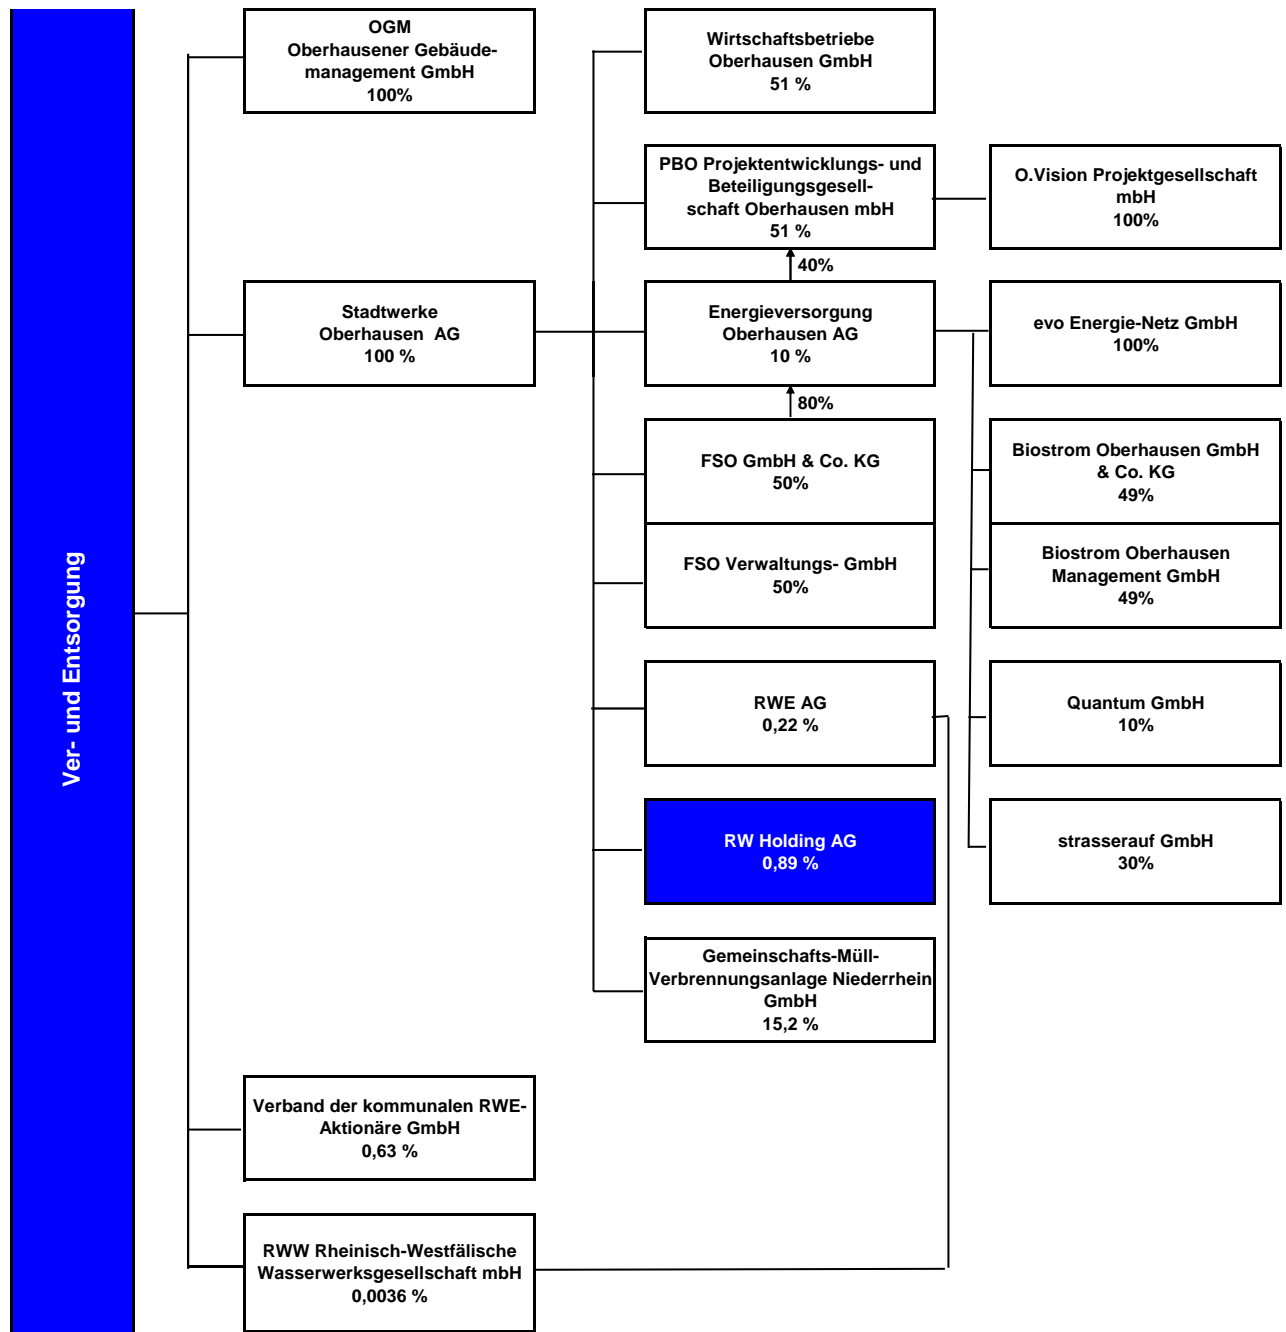 Ver- und Entsorgung
OGM
Oberhausener Gebäude-
management GmbH
100%
Stadtwerke
Oberhausen AG
100 %
Verband der kommunalen RWE-
Aktionäre GmbH
0,63 %
RWW Rheinisch-Westfälische
Wasserwerksgesellschaft mbH
0,0036 %
Wirtschaftsbetriebe
Oberhausen GmbH
51 %
PBO Projektentwicklungs- und
Beteiligungsgesell-
schaft Oberhausen mbH
51 %
40%
Energieversorgung
Oberhausen AG
10 %
80%
FSO GmbH & Co. KG
50%
FSO Verwaltungs- GmbH
50%
RWE AG
0,22 %
RW Holding AG
0,89 %
Gemeinschafts-Müll-
Verbrennungsanlage Niederrhein
GmbH
15,2 %
O.Vision Projektgesellschaft
mbH
100%
evo Energie-Netz GmbH
100%
Biostrom Oberhausen GmbH
& Co. KG
49%
Biostrom Oberhausen
Management GmbH
49%
Quantum GmbH
10%
strasserauf GmbH
30%